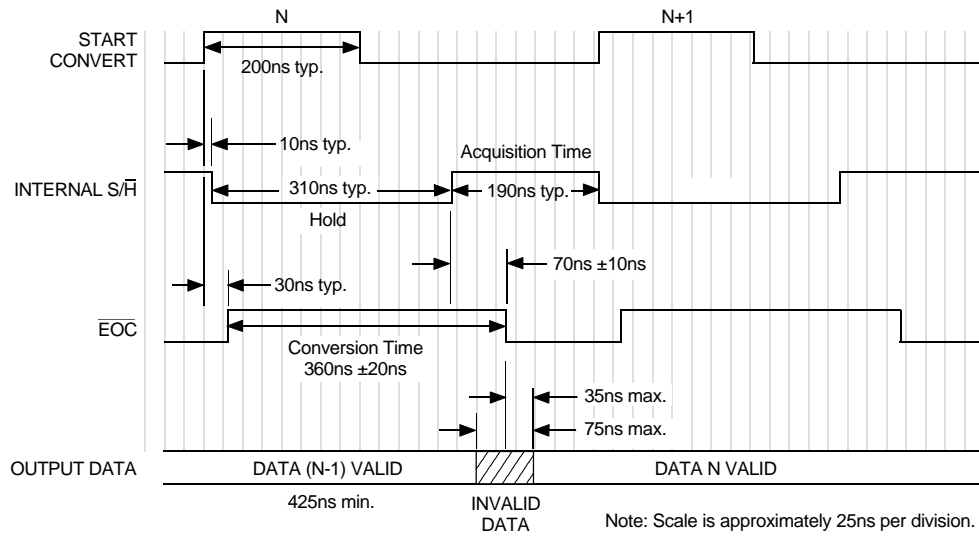 N
N+1
START
CONVERT
200ns typ.
10ns typ.
Acquisition Time
INTERNAL S/H̅
310ns typ.
190ns typ.
Hold
70ns ±10ns
30ns typ.
E̅O̅C̅
Conversion Time
360ns ±20ns
35ns max.
75ns max.
OUTPUT DATA
DATA (N-1) VALID
DATA N VALID
425ns min.
INVALID
DATA
Note: Scale is approximately 25ns per division.